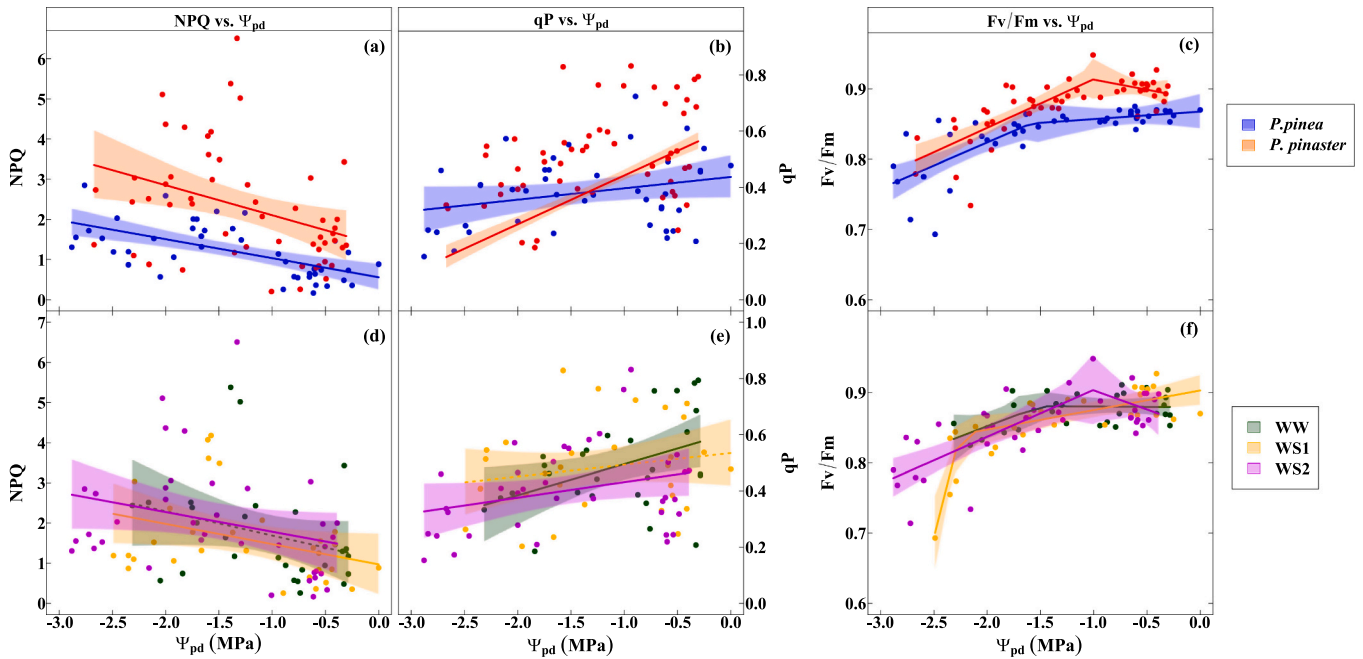 NPQ vs. Ψpd
qP vs. Ψpd
Fv/Fm vs. Ψpd
(a)
(b)
(c)
NPQ
6
5
4
3
2
1
0
qP
0.8
0.6
0.4
0.2
0.0
Fv/Fm
0.9
0.8
0.7
0.6
P.pinea
P. pinaster
(d)
(e)
(f)
NPQ
7
6
5
4
3
2
1
0
qP
1.0
0.8
0.6
0.4
0.2
0.0
Fv/Fm
0.9
0.8
0.7
0.6
WW
WS1
WS2
-3.0 -2.5 -2.0 -1.5 -1.0 -0.5 0.0
-3.0 -2.5 -2.0 -1.5 -1.0 -0.5 0.0
-3.0 -2.5 -2.0 -1.5 -1.0 -0.5 0.0
Ψpd (MPa)
Ψpd (MPa)
Ψpd (MPa)